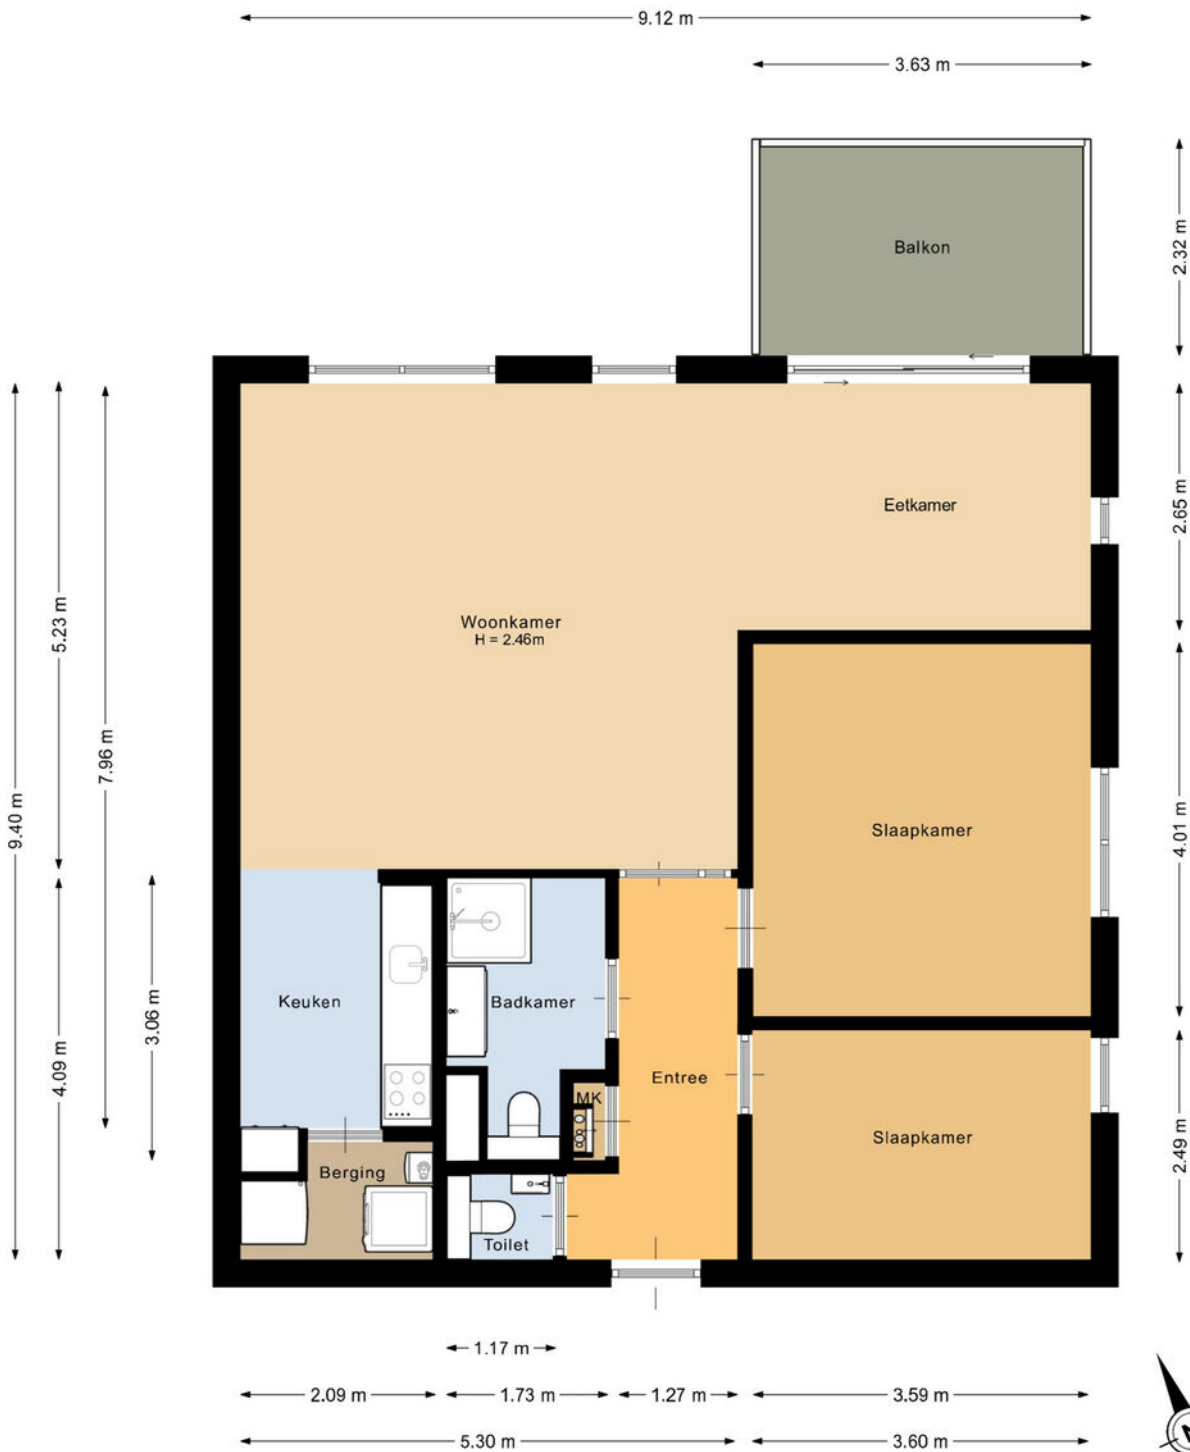 9.12 m
3.63 m
Balkon
2.32 m
Eetkamer
2.65 m
Woonkamer
H = 2.46m
5.23 m
7.96 m
9.40 m
Slaapkamer
4.01 m
Keuken
Badkamer
3.06 m
4.09 m
Entree
MK
Slaapkamer
2.49 m
Berging
Toilet
1.17 m
2.09 m
1.73 m
1.27 m
3.59 m
5.30 m
3.60 m